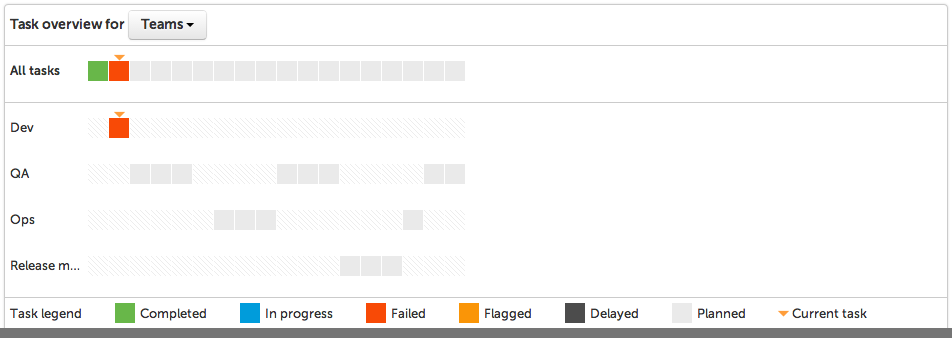 Task overview for Teams
All tasks
Dev
QA
Ops
Release m...
Task legend Completed In progress Failed Flagged Delayed Planned Current task